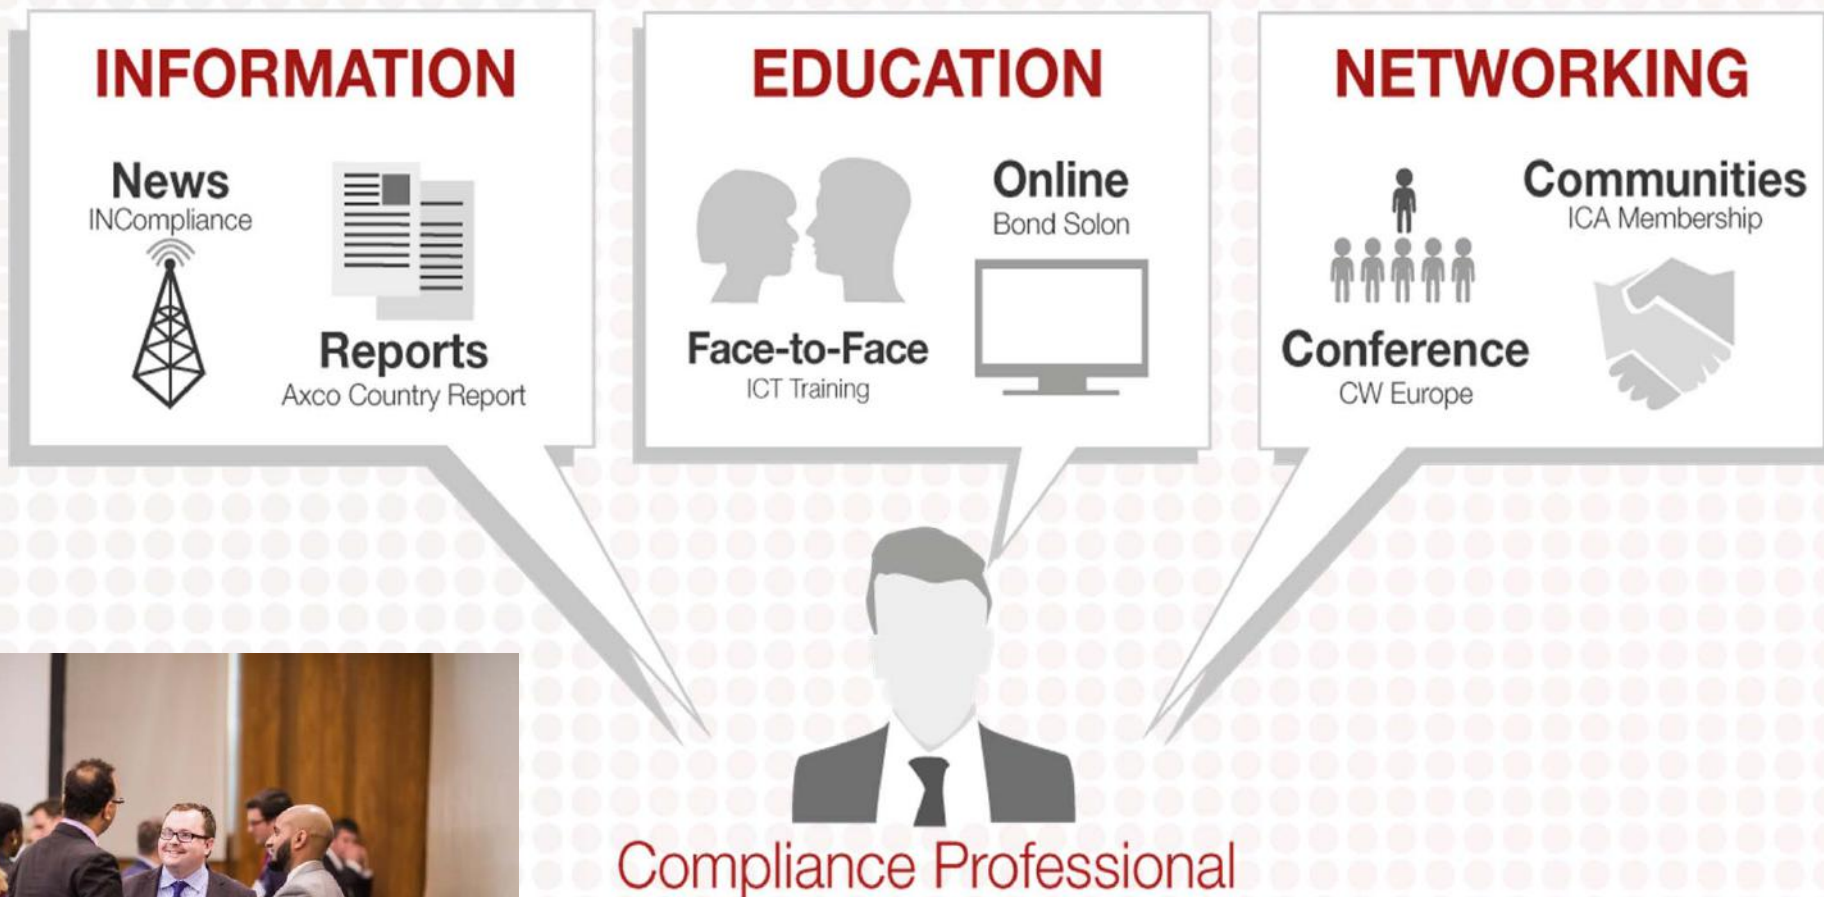 INFORMATION
News
INCompliance
Reports
Axco Country Report
EDUCATION
Online
Bond Solon
Face-to-Face
ICT Training
NETWORKING
Communities
ICA Membership
Conference
CW Europe
Compliance Professional